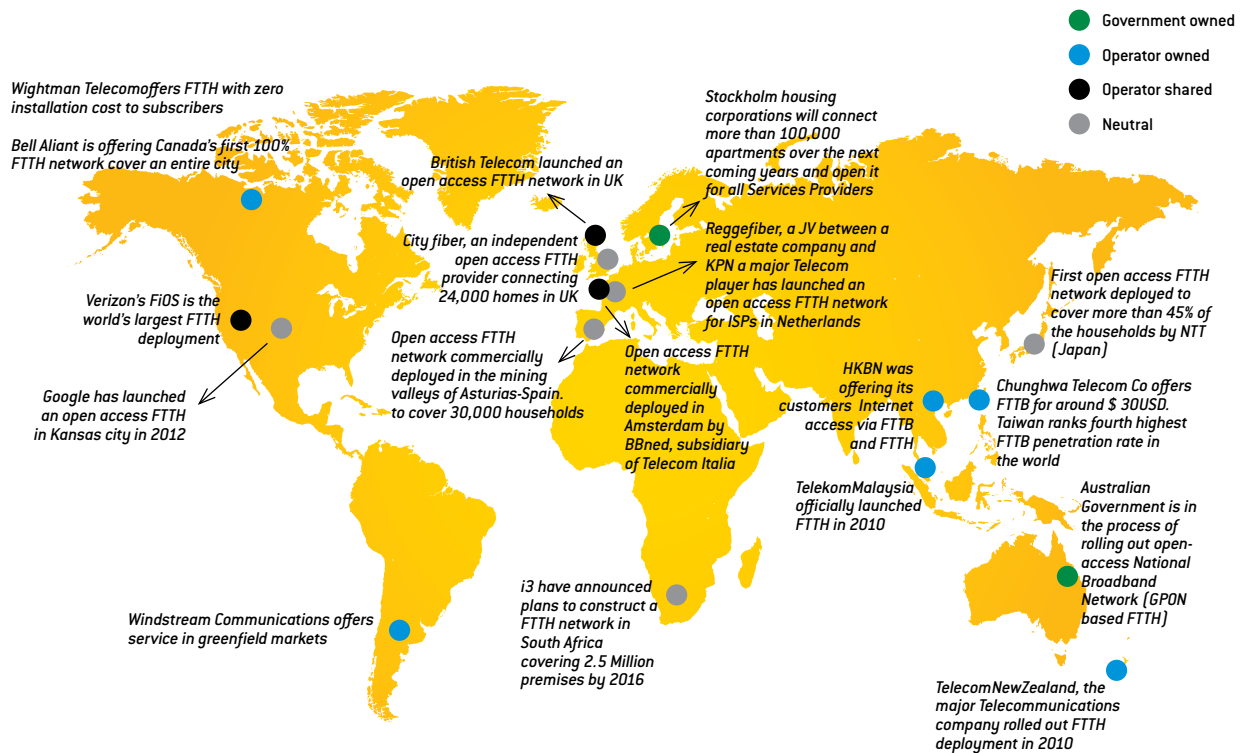 Government owned
Operator owned
Operator shared
Neutral
Wightman Telecomoffers FTTH with zero
installation cost to subscribers
Bell Aliant is offering Canada's first 100%
FTTH network cover an entire city
British Telecom launched an
open access FTTH network in UK
Stockholm housing
corporations will connect
more than 100,000
apartments over the next
coming years and open it
for all Services Providers
City fiber, an independent
open access FTTH
provider connecting
24,000 homes in UK
Reggefiber, a JV between a
real estate company and
KPN a major Telecom
player has launched an
open access FTTH network
for ISPs in Netherlands
First open access FTTH
network deployed to
cover more than 45% of
the households by NTT
(Japan)
Verizon's FiOS is the
world's largest FTTH
deployment
Google has launched
an open access FTTH
in Kansas city in 2012
Open access FTTH
network commercially
deployed in the mining
valleys of Asturias-Spain.
to cover 30,000 households
Open access FTTH
network
commercially
deployed in
Amsterdam by
BBned, subsidiary
of Telecom Italia
HKBN was
offering its
customers Internet
access via FTTB
and FTTH
Chunghwa Telecom Co offers
FTTB for around $ 30USD.
Taiwan ranks fourth highest
FTTB penetration rate in
the world
TelekomMalaysia
officially launched
FTTH in 2010
Australian
Government is in
the process of
rolling out open-
access National
Broadband
Network (GPON
based FTTH)
Windstream Communications offers
service in greenfield markets
i3 have announced
plans to construct a
FTTH network in
South Africa
covering 2.5 Million
premises by 2016
TelecomNewZealand, the
major Telecommunications
company rolled out FTTH
deployment in 2010